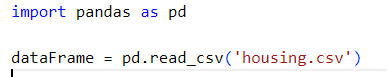 import pandas as pd
dataFrame = pd.read_csv('housing.csv')